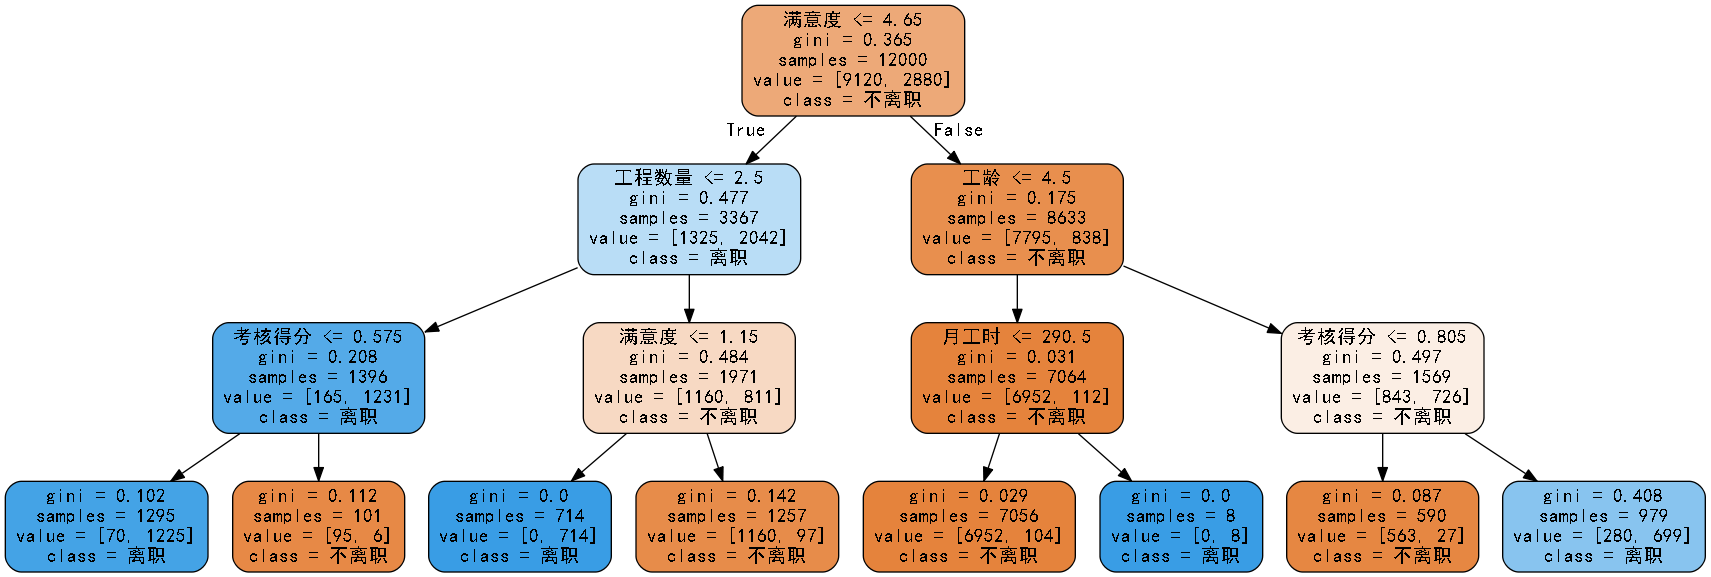 满意度 <= 4.65
gini = 0.365
samples = 12000
value = [9120, 2880]
class = 不离职
True
False
工程数量 <= 2.5
gini = 0.477
samples = 3367
value = [1325, 2042]
class = 离职
工龄 <= 4.5
gini = 0.175
samples = 8633
value = [7795, 838]
class = 不离职
考核得分 <= 0.575
gini = 0.208
samples = 1396
value = [165, 1231]
class = 离职
满意度 <= 1.15
gini = 0.484
samples = 1971
value = [1160, 811]
class = 不离职
月工时 <= 290.5
gini = 0.031
samples = 7064
value = [6952, 112]
class = 不离职
考核得分 <= 0.805
gini = 0.497
samples = 1569
value = [843, 726]
class = 不离职
gini = 0.102
samples = 1295
value = [70, 1225]
class = 离职
gini = 0.112
samples = 101
value = [95, 6]
class = 不离职
gini = 0.0
samples = 714
value = [0, 714]
class = 离职
gini = 0.142
samples = 1257
value = [1160, 97]
class = 不离职
gini = 0.029
samples = 7056
value = [6952, 104]
class = 不离职
gini = 0.0
samples = 8
value = [0, 8]
class = 离职
gini = 0.087
samples = 590
value = [563, 27]
class = 不离职
gini = 0.408
samples = 979
value = [280, 699]
class = 离职